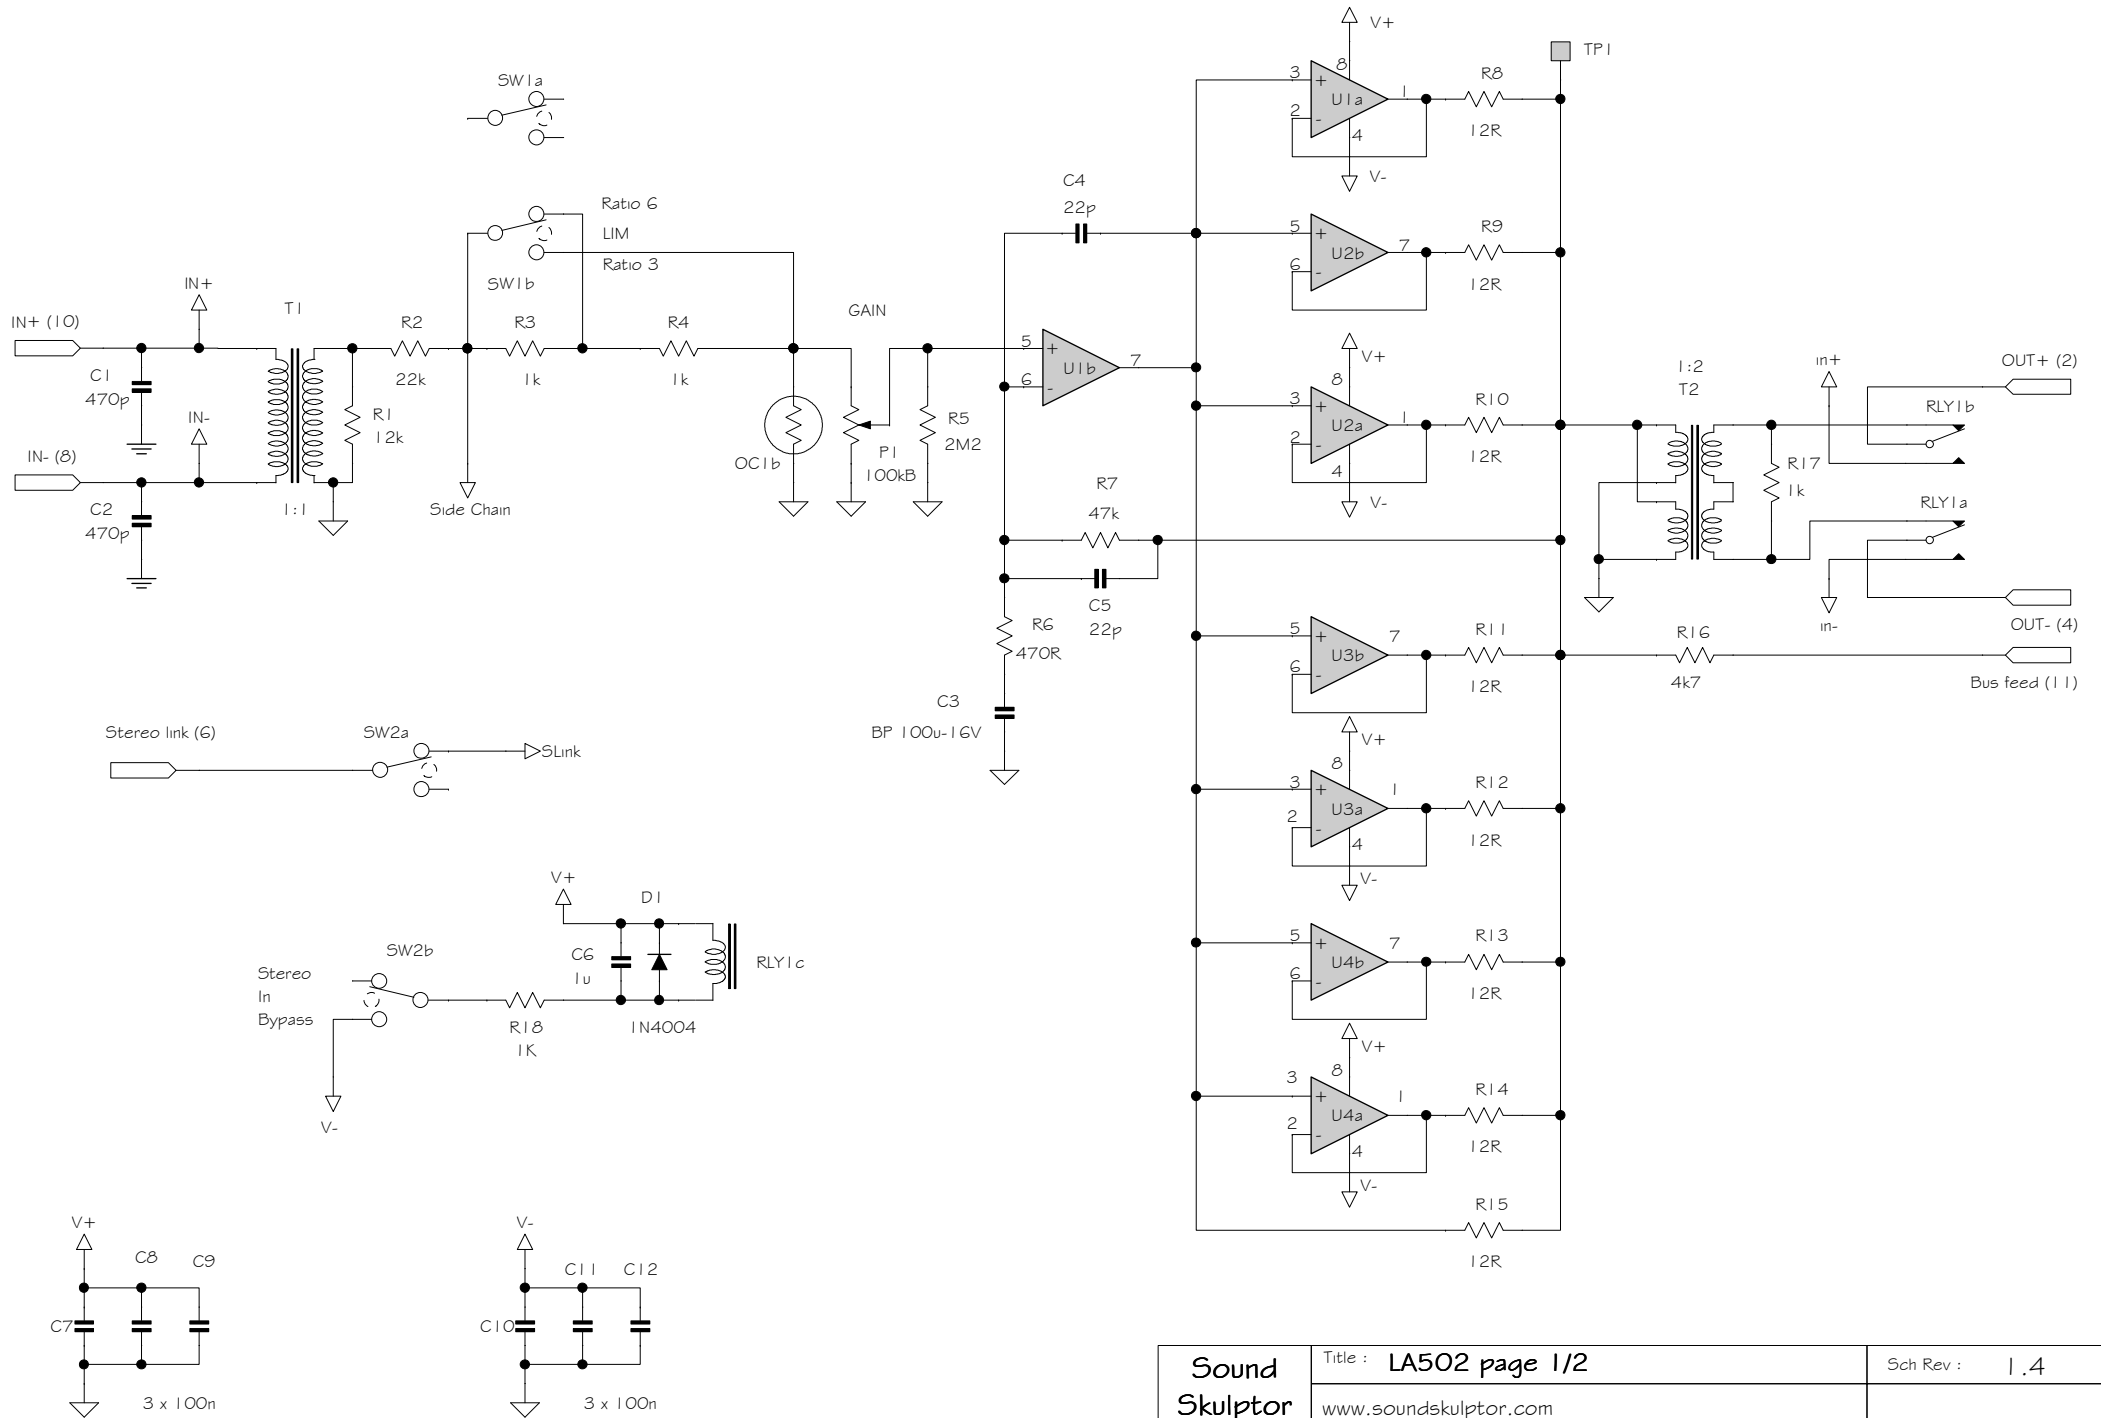 V+
TP1
SW1a
3
+
8
U1a
1
R8
2
-
4
12R
V-
C4
22p
Ratio 6
LIM
Ratio 3
SW1b
5
+
U2b
7
R9
6
-
12R
IN+
T1
IN+ (10)
R2
R3
R4
GAIN
22k
1k
1k
C1
470p
IN-
R1
12k
IN- (8)
C2
470p
1:1
Side Chain
OC1b
P1
100kB
R5
2M2
5
+
6
-
U1b
7
V+
8
3
+
U2a
1
R10
2
-
4
12R
V-
1:2
T2
in+
OUT+ (2)
RLY1b
R17
1k
RLY1a
in-
OUT- (4)
R7
47k
C5
22p
R6
470R
C3
BP 100u-16V
5
+
U3b
7
R11
6
-
12R
R16
4k7
Bus feed (11)
Stereo link (6)
SW2a
SLink
V+
8
3
+
U3a
1
R12
2
-
4
12R
V-
V+
D1
C6
1u
RLY1c
SW2b
Stereo
In
Bypass
R18
1K
1N4004
V-
5
+
U4b
7
R13
6
-
12R
V+
8
3
+
U4a
1
R14
2
-
4
12R
V-
R15
12R
V+
C8
C9
C7
3 x 100n
V-
C11
C12
C10
3 x 100n
Sound
Skulptor
Title : LA502 page 1/2
Sch Rev : 1.4
www.soundskulptor.com